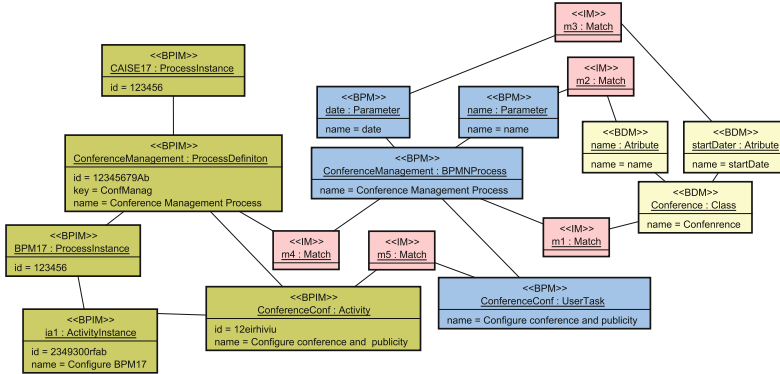 <<IM>>
m3 : Match
<<BPIM>>
CAISE17 : ProcessInstance
id = 123456
<<IM>>
m2 : Match
<<BPM>>
date : Parameter
name = date
<<BPM>>
name : Parameter
name = name
<<BDM>>
name : Atribute
name = name
<<BDM>>
startDater : Atribute
name = startDate
<<BPIM>>
ConferenceManagement : ProcessDefiniton
id = 12345679Ab
key = ConfManag
name = Conference Management Process
<<BPM>>
ConferenceManagement : BPMNProcess
name = Conference Management Process
<<BDM>>
Conference : Class
name = Confenrence
<<BPIM>>
BPM17 : ProcessInstance
id = 123456
<<IM>>
m4 : Match
<<IM>>
m5 : Match
<<IM>>
m1 : Match
<<BPIM>>
ConferenceConf : Activity
id = 12eirhiviu
name = Configure conference and publicity
<<BPM>>
ConferenceConf : UserTask
name = Configure conference and publicity
<<BPIM>>
ia1 : ActivityInstance
id = 2349300rfab
name = Configure BPM17